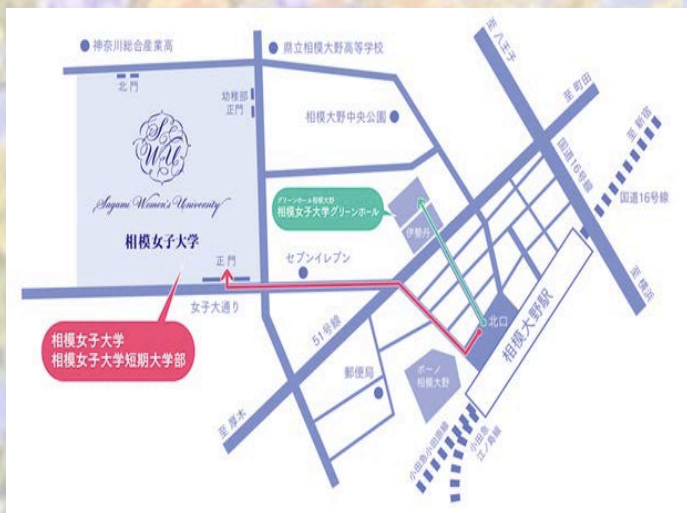 神奈川総合産業高
県立相模大野高等学校
至八王子
北門
幼稚部
正門
相模大野中央公園
至町田
至新宿
国道16号線
国道16号線
SWU
Sagami Women's University
相模女子大学
正門
グリーンホール相模大野
相模女子大学グリーンホール
伊勢丹
セブンイレブン
至横浜
女子大通り
51号線
北口
相模大野駅
相模女子大学
相模女子大学短期大学部
郵便局
ボーノ
相模大野
至厚木
小田急小田原線
小田急
江ノ島線